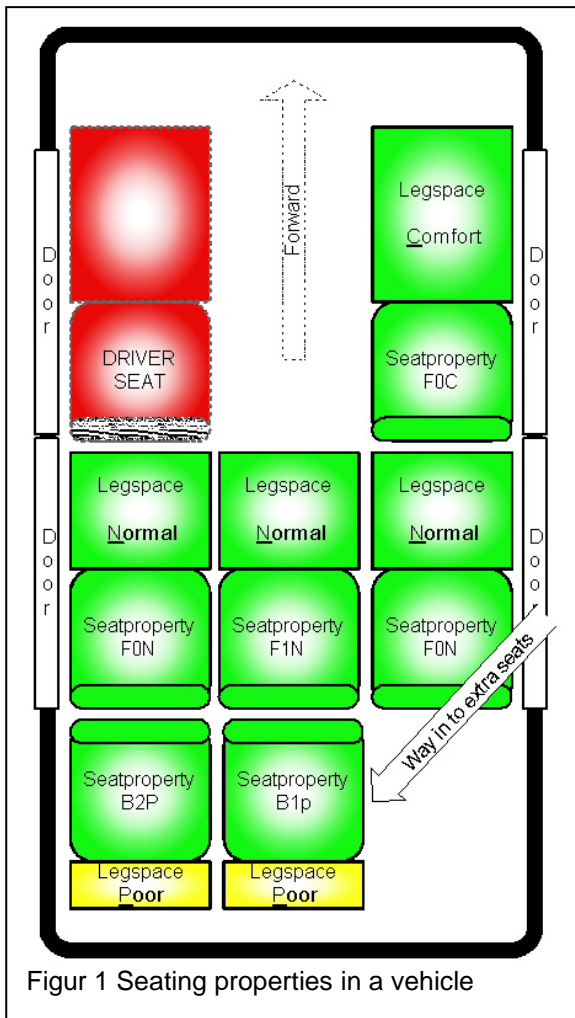 Forward
Legspace
Comfort
Door
Door
DRIVER
SEAT
Seatproperty
F0C
Legspace
Normal
Legspace
Normal
Legspace
Normal
Door
Door
Seatproperty
F0N
Seatproperty
F1N
Seatproperty
F0N
Way in to extra seats
Seatproperty
B2P
Seatproperty
B1p
Legspace
Poor
Legspace
Poor
Figur 1 Seating properties in a vehicle